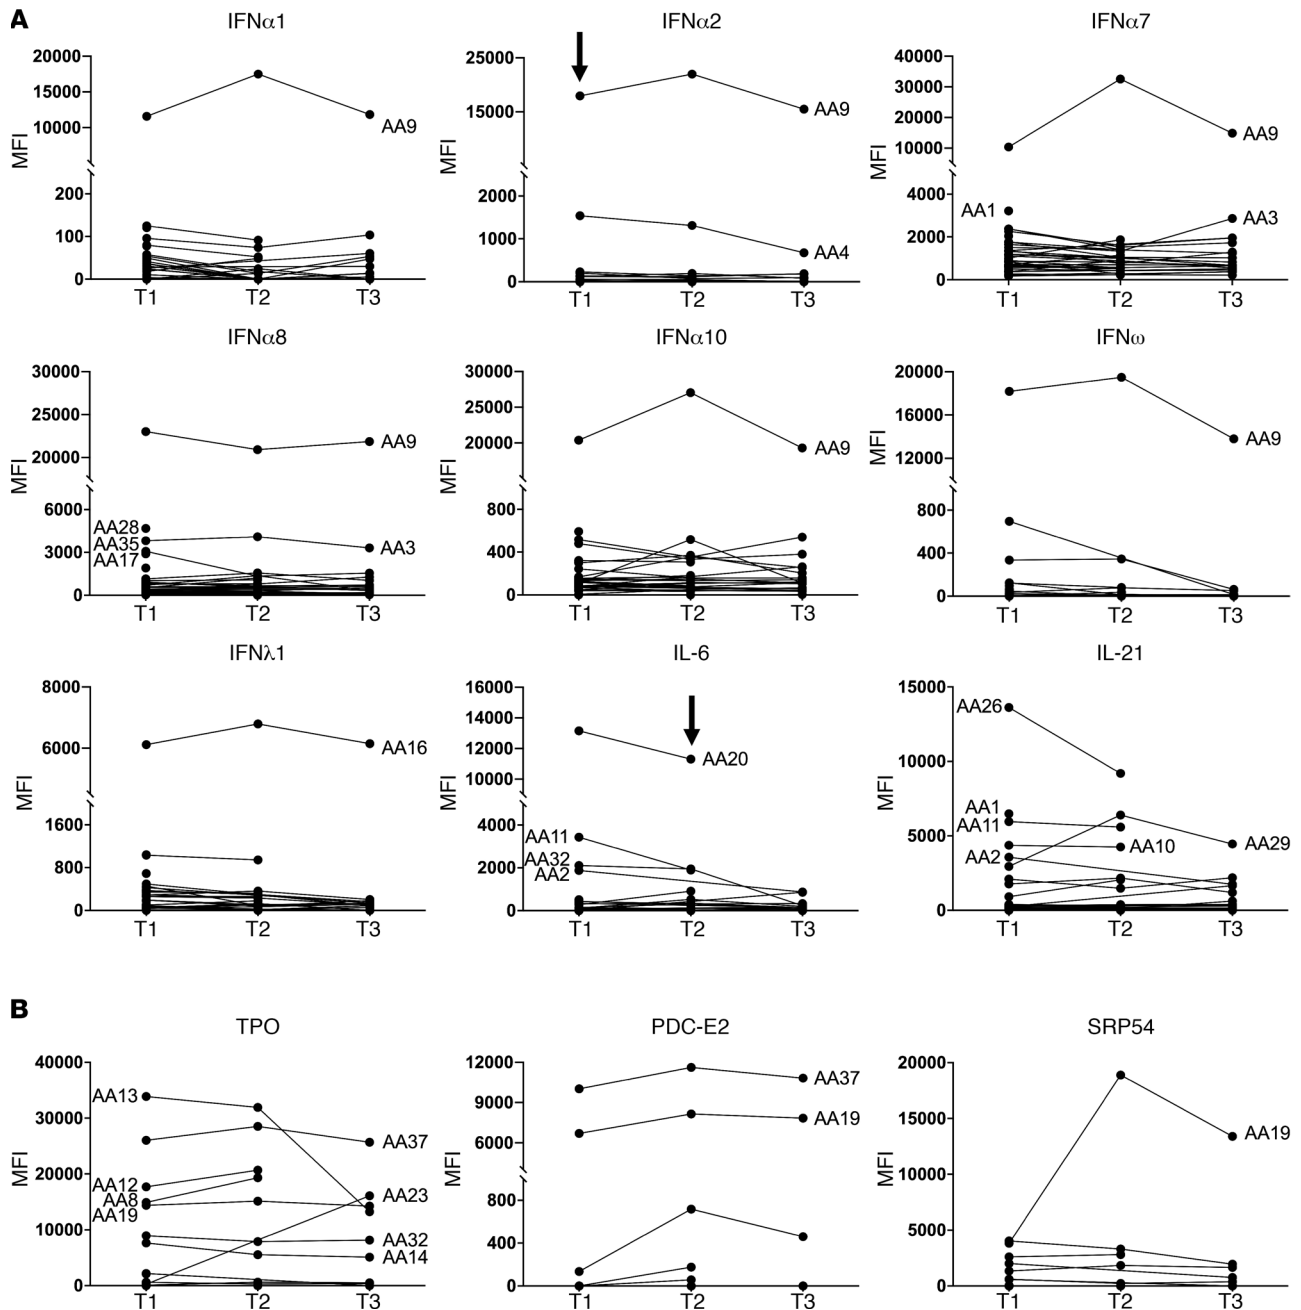 A
IFNα1
IFNα2
IFNα7
MFI
20000
15000
10000
200
100
0
T1
T2
T3
AA9
MFI
25000
15000
2000
1000
0
T1
T2
T3
AA9
AA4
MFI
40000
30000
20000
10000
4000
2000
0
T1
T2
T3
AA1
AA9
AA3
IFNα8
IFNα10
IFNω
MFI
30000
25000
20000
6000
3000
0
T1
T2
T3
AA28
AA35
AA17
AA9
AA3
MFI
30000
25000
20000
800
400
0
T1
T2
T3
AA9
MFI
20000
16000
12000
800
400
0
T1
T2
T3
AA9
IFNλ1
IL-6
IL-21
MFI
8000
6000
1600
800
0
T1
T2
T3
AA16
MFI
16000
14000
12000
10000
4000
2000
0
T1
T2
T3
AA20
AA11
AA32
AA2
MFI
15000
10000
5000
0
T1
T2
T3
AA26
AA1
AA11
AA2
AA10
AA29
B
TPO
PDC-E2
SRP54
MFI
40000
30000
20000
10000
0
T1
T2
T3
AA13
AA12
AA8
AA19
AA37
AA23
AA32
AA14
MFI
12000
9000
6000
800
400
0
T1
T2
T3
AA37
AA19
MFI
20000
15000
10000
5000
0
T1
T2
T3
AA19